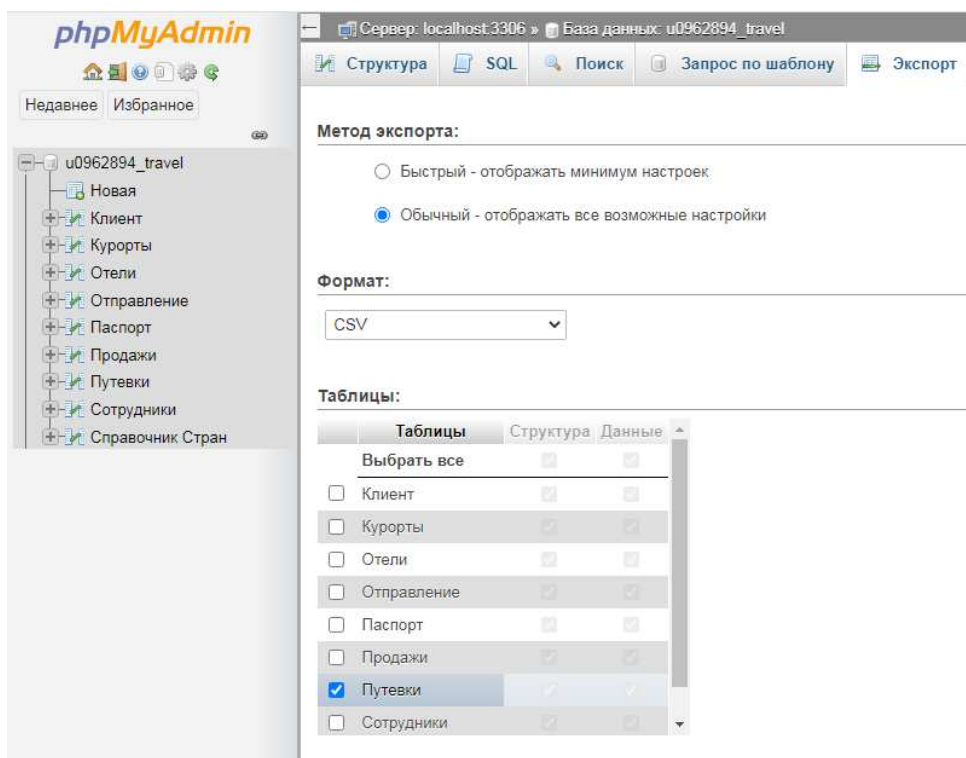 phpMyAdmin
Недавнее Избранное
u0962894_travel
Новая
Клиент
Курорты
Отели
Отправление
Паспорт
Продажи
Путевки
Сотрудники
Справочник Стран
Сервер: localhost:3306 » База данных: u0962894_travel
Структура SQL Поиск Запрос по шаблону Экспорт
Метод экспорта:
Быстрый - отображать минимум настроек
Обычный - отображать все возможные настройки
Формат:
CSV
Таблицы:
Таблицы Структура Данные
Выбрать все
Клиент
Курорты
Отели
Отправление
Паспорт
Продажи
Путевки
Сотрудники